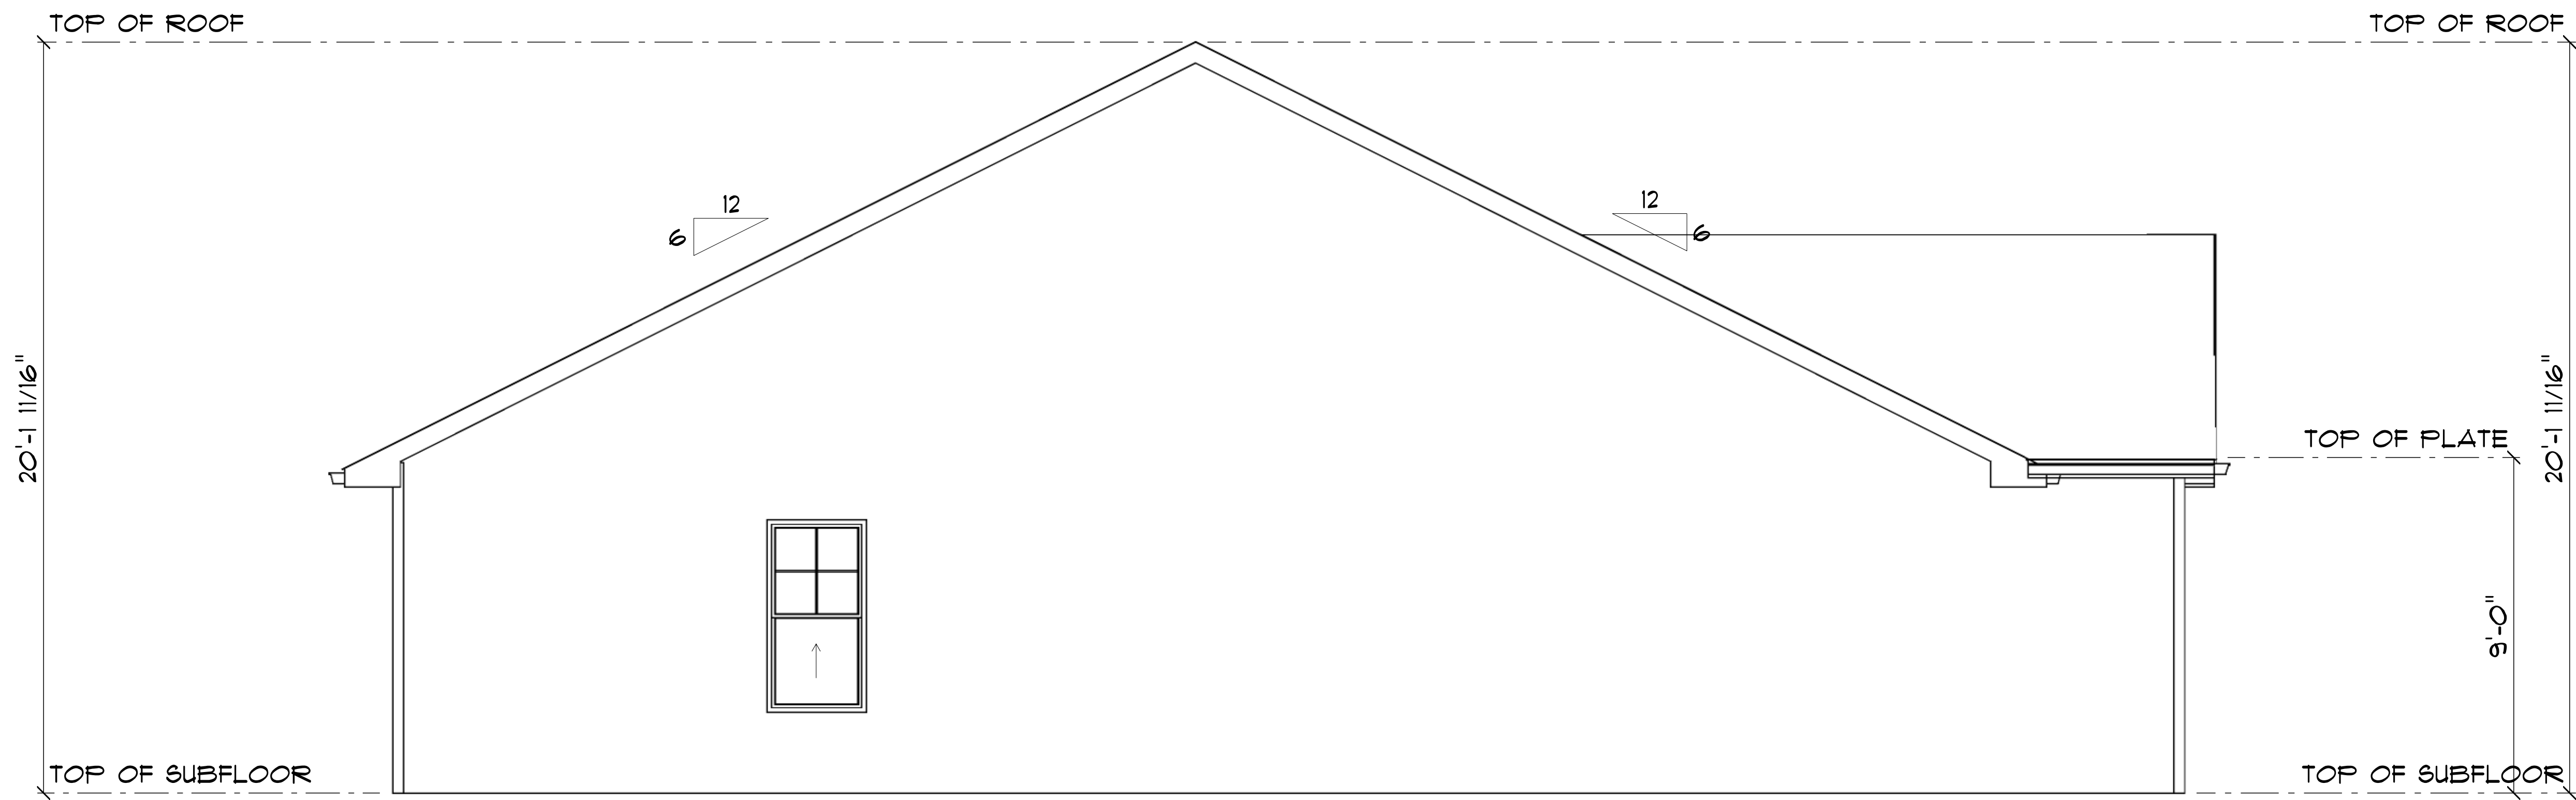 TOP OF ROOF
TOP OF ROOF
12
6
12
6
20'-1 11/16"
20'-1 11/16"
TOP OF PLATE
9'-0"
TOP OF SUBFLOOR
TOP OF SUBFLOOR